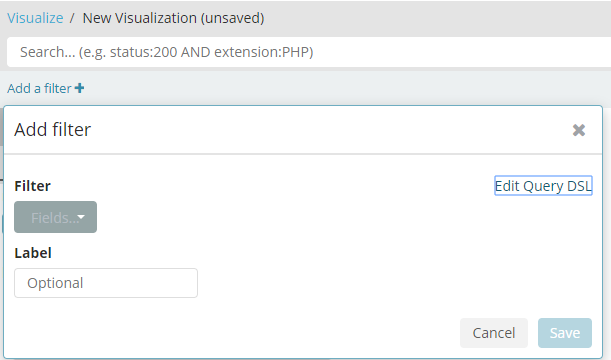 Visualize / New Visualization (unsaved)
Search... (e.g. status:200 AND extension:PHP)
Add a filter +
Add filter ✖
Filter Edit Query DSL
Fields...
Label
Optional
Cancel Save